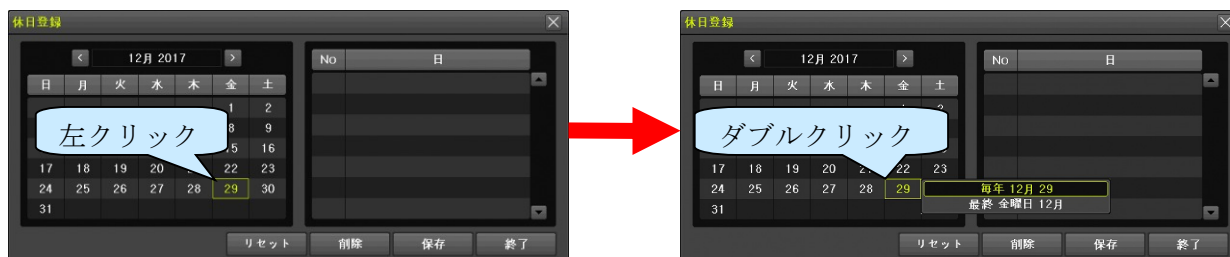 休日登録
12月 2017
No 日
日 月 火 水 木 金 土
1 2
8 9
15 16
17 18 19 20 22 23
24 25 26 27 28 29 30
31
左クリック
リセット 削除 保存 終了
休日登録
12月 2017
No 日
日 月 火 水 木 金 土
17 18 19 20 21 22 23
24 25 26 27 28 29
31
ダブルクリック
毎年 12月 29
最終 金曜日 12月
リセット 削除 保存 終了